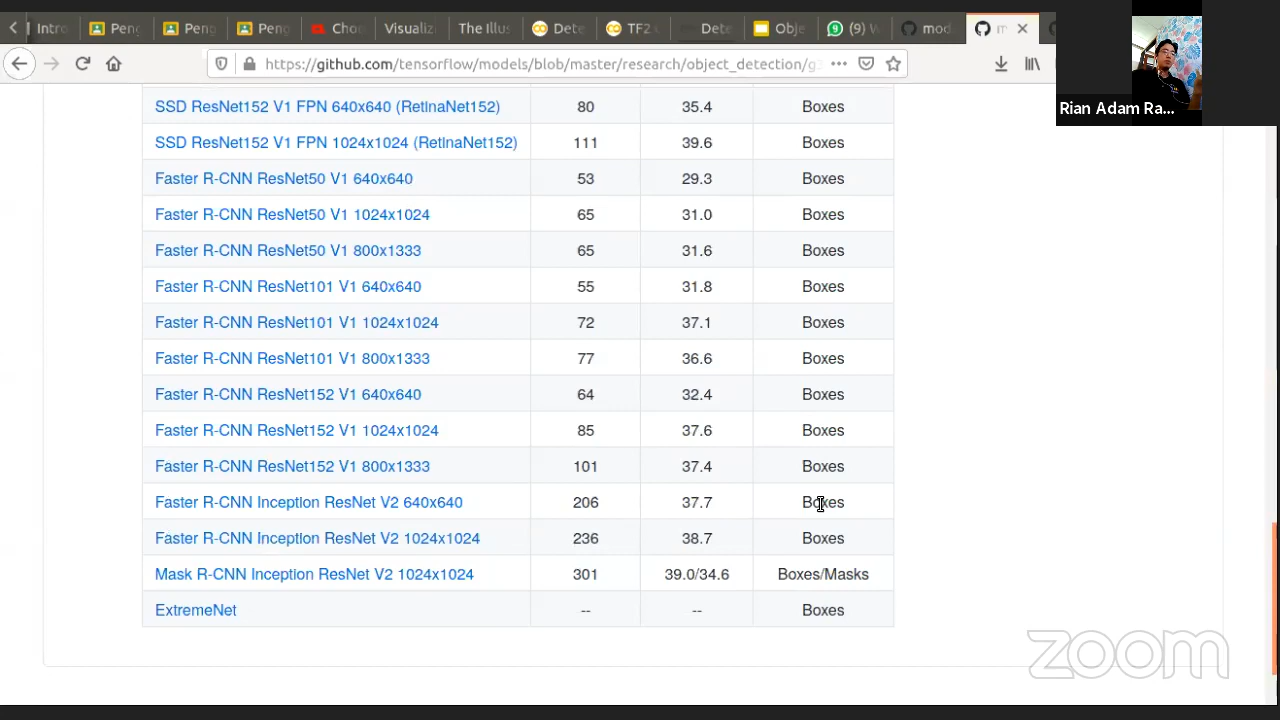 Intro
Peng
Peng
Peng
Cho
Visualiz
The Illus
Dete
TF2
Dete
Obje
(9) W
mod
https://github.com/tensorflow/models/blob/master/research/object_detection/g
Rian Adam Ra...
SSD ResNet152 V1 FPN 640x640 (RetinaNet152) 80 35.4 Boxes
SSD ResNet152 V1 FPN 1024x1024 (RetinaNet152) 111 39.6 Boxes
Faster R-CNN ResNet50 V1 640x640 53 29.3 Boxes
Faster R-CNN ResNet50 V1 1024x1024 65 31.0 Boxes
Faster R-CNN ResNet50 V1 800x1333 65 31.6 Boxes
Faster R-CNN ResNet101 V1 640x640 55 31.8 Boxes
Faster R-CNN ResNet101 V1 1024x1024 72 37.1 Boxes
Faster R-CNN ResNet101 V1 800x1333 77 36.6 Boxes
Faster R-CNN ResNet152 V1 640x640 64 32.4 Boxes
Faster R-CNN ResNet152 V1 1024x1024 85 37.6 Boxes
Faster R-CNN ResNet152 V1 800x1333 101 37.4 Boxes
Faster R-CNN Inception ResNet V2 640x640 206 37.7 Boxes
Faster R-CNN Inception ResNet V2 1024x1024 236 38.7 Boxes
Mask R-CNN Inception ResNet V2 1024x1024 301 39.0/34.6 Boxes/Masks
ExtremeNet -- -- Boxes
zoom